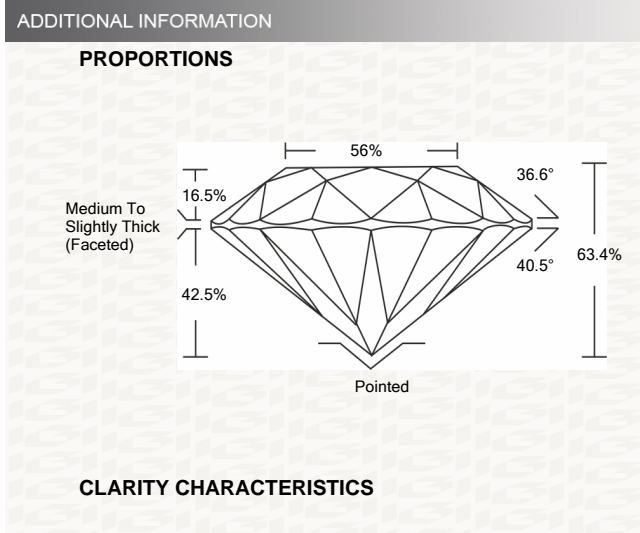 ADDITIONAL INFORMATION
PROPORTIONS
56%
36.6°
16.5%
Medium To
Slightly Thick
(Faceted)
40.5°
63.4%
42.5%
Pointed
CLARITY CHARACTERISTICS